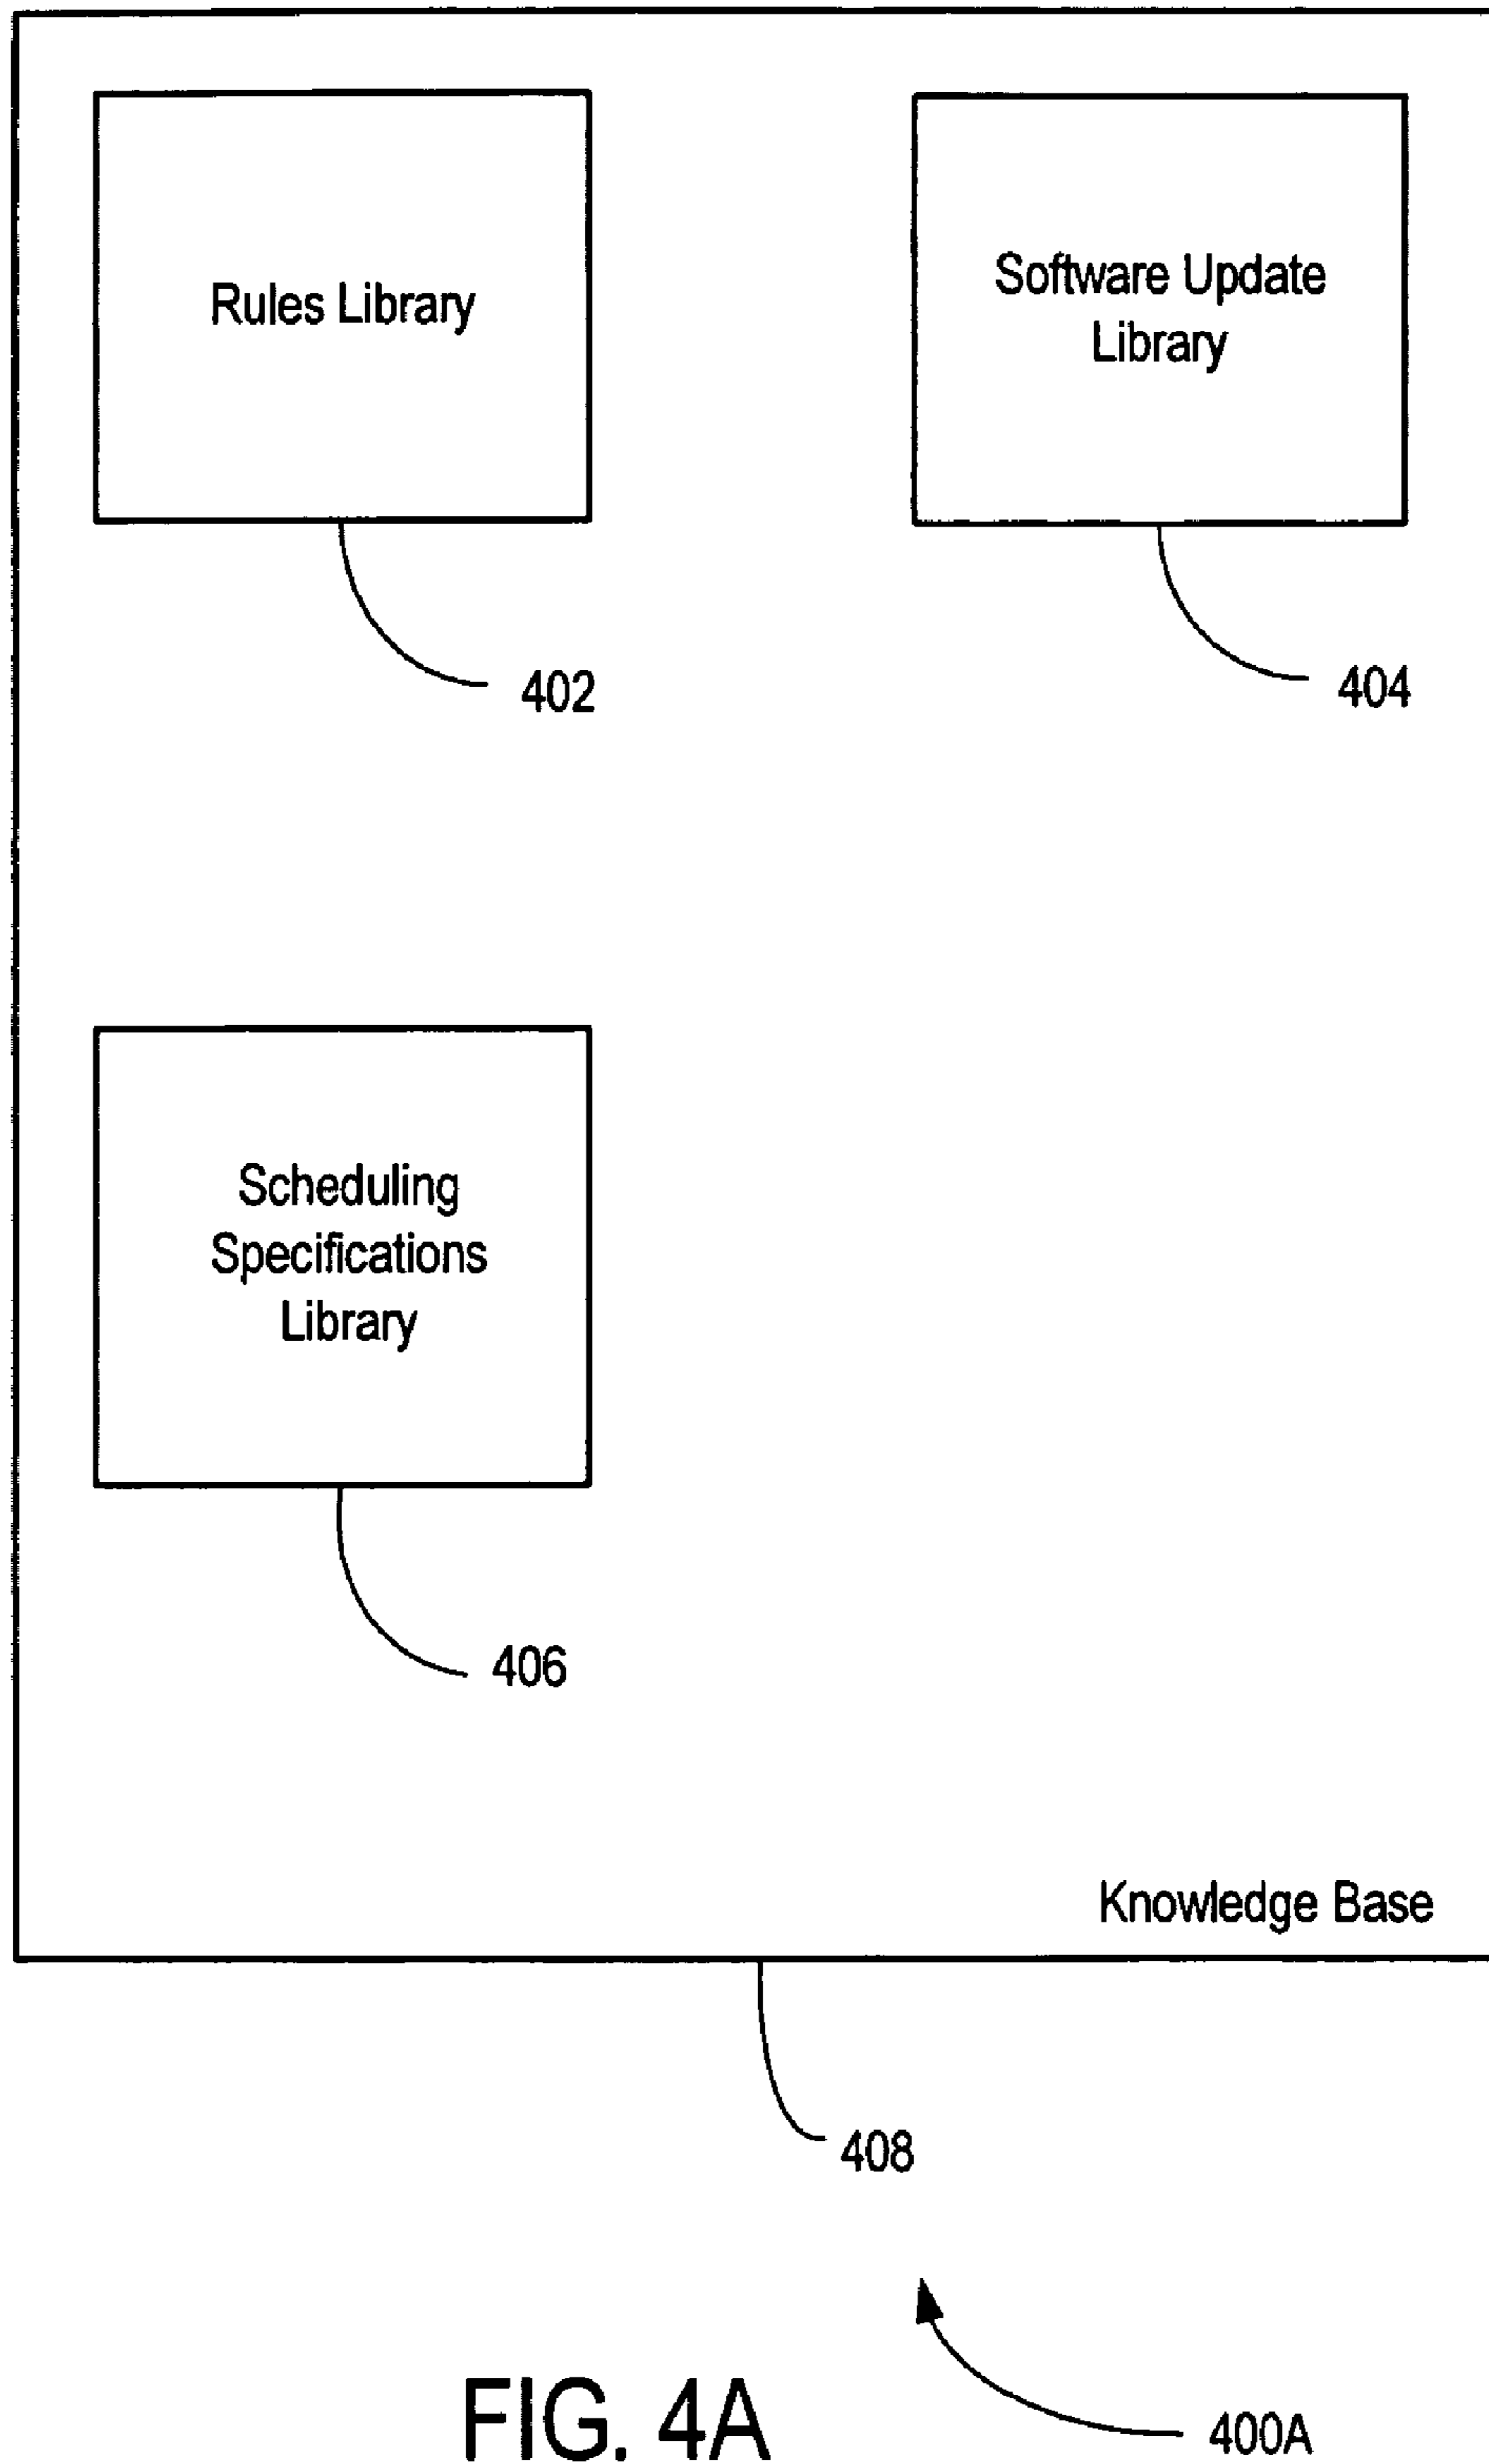 Rules Library
Software Update
Library
402
404
Scheduling
Specifications
Library
406
Knowledge Base
408
FIG. 4A
400A